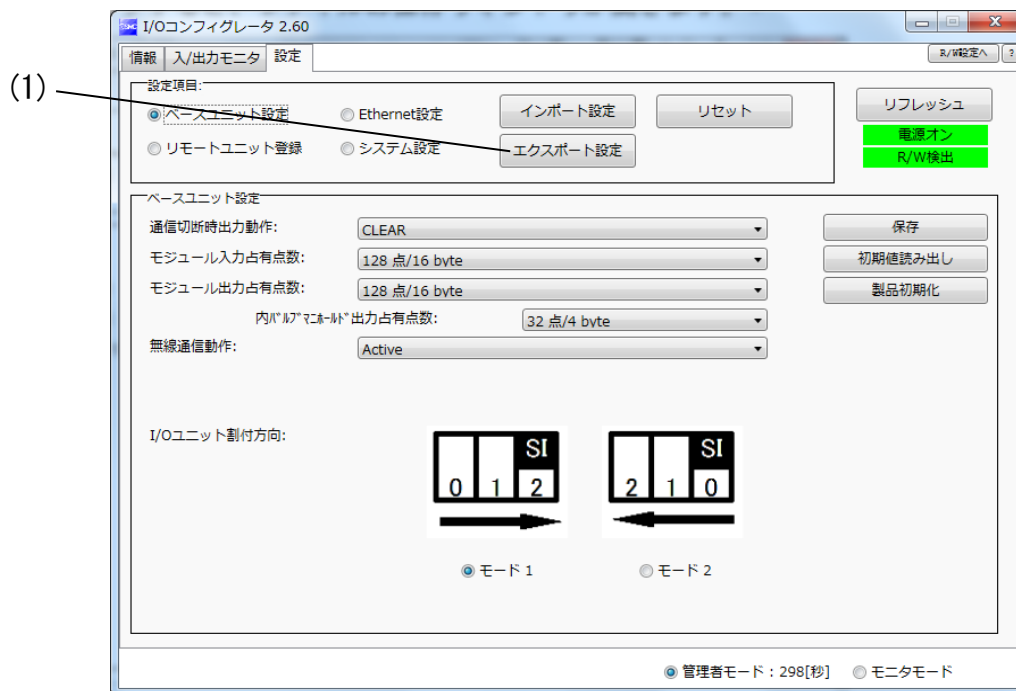 I/Oコンフィグレータ 2.60
情報 入/出力モニタ 設定 R/W設定へ ?
(1)
設定項目:
ベースユニット設定 Ethernet設定 インポート設定 リセット リフレッシュ
リモートユニット登録 システム設定 エクスポート設定 電源オン
R/W検出
ベースユニット設定
通信切断時出力動作: CLEAR 保存
モジュール入力占有点数: 128 点/16 byte 初期値読み出し
モジュール出力占有点数: 128 点/16 byte 製品初期化
内バルブマニホールド出力占有点数: 32 点/4 byte
無線通信動作: Active
I/Oユニット割付方向:
SI SI
0 1 2 2 1 0
モード 1 モード 2
管理者モード：298[秒] モニタモード